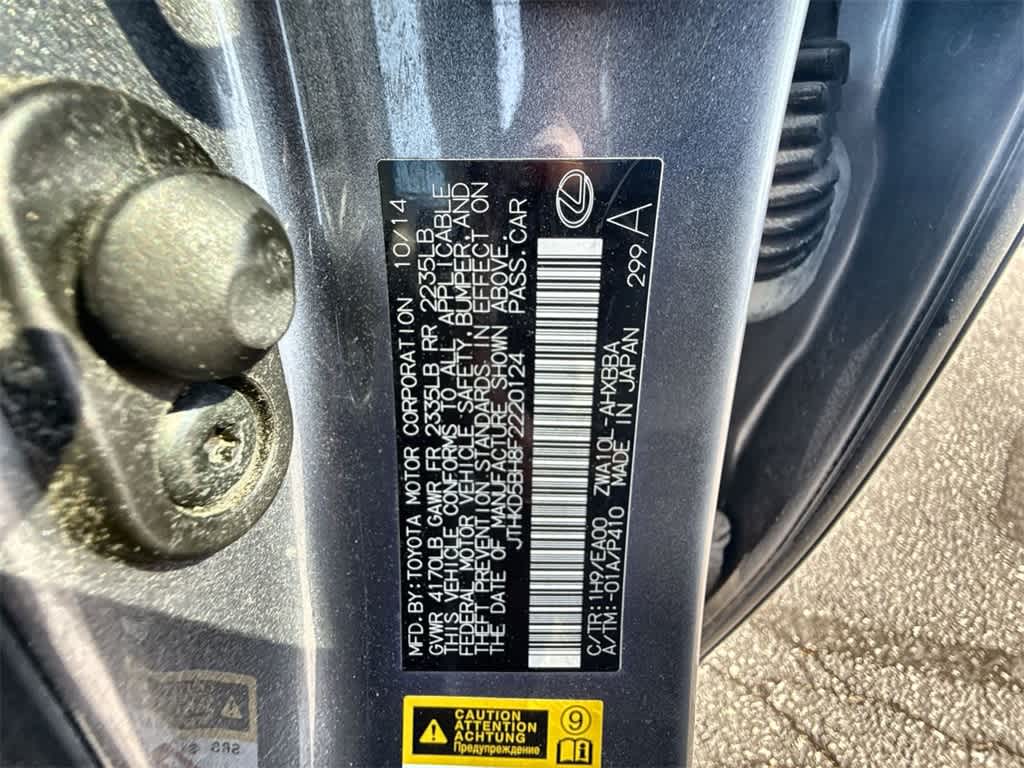 MFD.BY:TOYOTA MOTOR CORPORATION 10/14
GVWR 4170LB GAWR FR 2335LB RR 2235LB
THIS VEHICLE CONFORMS TO ALL APPLICABLE
FEDERAL MOTOR VEHICLE SAFETY,BUMPER,AND
THEFT PREVENTION STANDARDS IN EFFECT ON
THE DATE OF MANUFACTURE SHOWN ABOVE.
JTHKD5BH8F2220124 PASS.CAR
C/TR:1H9/EA00 ZWA10L-AHXBBA
A/TM:-01A/P410 MADE IN JAPAN 299 A
CAUTION
ATTENTION
ACHTUNG
Предупреждение
9
SRS